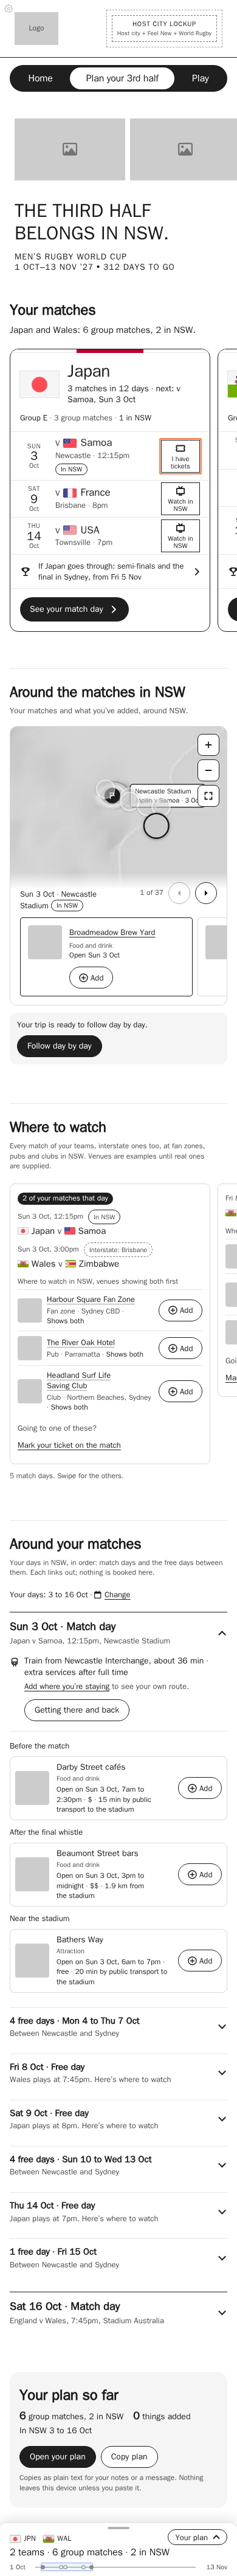 Logo
HOST CITY LOCKUP
Host city + Feel New + World Rugby
Home
Plan your 3rd half
Play
THE THIRD HALF
BELONGS IN NSW.
MEN'S RUGBY WORLD CUP
1 OCT–13 NOV '27 • 312 DAYS TO GO
Your matches
Japan and Wales: 6 group matches, 2 in NSW.
Japan
3 matches in 12 days · next: v
Samoa, Sun 3 Oct
Group E · 3 group matches · 1 in NSW
SUN
3
Oct
v Samoa
Newcastle · 12:15pm
In NSW
I have
tickets
SAT
9
Oct
v France
Brisbane · 8pm
Watch in
NSW
THU
14
Oct
v USA
Townsville · 7pm
Watch in
NSW
If Japan goes through: semi-finals and the
final in Sydney, from Fri 5 Nov
See your match day
Around the matches in NSW
Your matches and what you've added, around NSW.
Newcastle Stadium
v Samoa · 3 Oc
Sun 3 Oct · Newcastle
Stadium In NSW
1 of 37
Broadmeadow Brew Yard
Food and drink
Open Sun 3 Oct
Add
Your trip is ready to follow day by day.
Follow day by day
Where to watch
Every match of your teams, interstate ones too, at fan zones,
pubs and clubs in NSW. Venues are examples until real ones
are supplied.
2 of your matches that day
Sun 3 Oct, 12:15pm In NSW
Japan v Samoa
Sun 3 Oct, 3:00pm Interstate: Brisbane
Wales v Zimbabwe
Where to watch in NSW, venues showing both first
Harbour Square Fan Zone
Fan zone · Sydney CBD ·
Shows both
Add
The River Oak Hotel
Pub · Parramatta · Shows both
Add
Headland Surf Life
Saving Club
Club · Northern Beaches, Sydney
· Shows both
Add
Going to one of these?
Mark your ticket on the match
5 match days. Swipe for the others.
Around your matches
Your days in NSW, in order: match days and the free days between
them. Each links out; nothing is booked here.
Your days: 3 to 16 Oct · Change
Sun 3 Oct · Match day
Japan v Samoa, 12:15pm, Newcastle Stadium
Train from Newcastle Interchange, about 36 min ·
extra services after full time
Add where you're staying to see your own route.
Getting there and back
Before the match
Darby Street cafés
Food and drink
Open on Sun 3 Oct, 7am to
2:30pm · $ · 15 min by public
transport to the stadium
Add
After the final whistle
Beaumont Street bars
Food and drink
Open on Sun 3 Oct, 3pm to
midnight · $$ · 1.9 km from
the stadium
Add
Near the stadium
Bathers Way
Attraction
Open on Sun 3 Oct, 6am to 7pm ·
free · 20 min by public transport to
the stadium
Add
4 free days · Mon 4 to Thu 7 Oct
Between Newcastle and Sydney
Fri 8 Oct · Free day
Wales plays at 7:45pm. Here's where to watch
Sat 9 Oct · Free day
Japan plays at 8pm. Here's where to watch
4 free days · Sun 10 to Wed 13 Oct
Between Newcastle and Sydney
Thu 14 Oct · Free day
Japan plays at 7pm. Here's where to watch
1 free day · Fri 15 Oct
Between Newcastle and Sydney
Sat 16 Oct · Match day
England v Wales, 7:45pm, Stadium Australia
Your plan so far
6 group matches, 2 in NSW 0 things added
In NSW 3 to 16 Oct
Open your plan
Copy plan
Copies as plain text for your notes or a message. Nothing
leaves this device unless you paste it.
JPN
WAL
Your plan
2 teams · 6 group matches · 2 in NSW
1 Oct
13 Nov